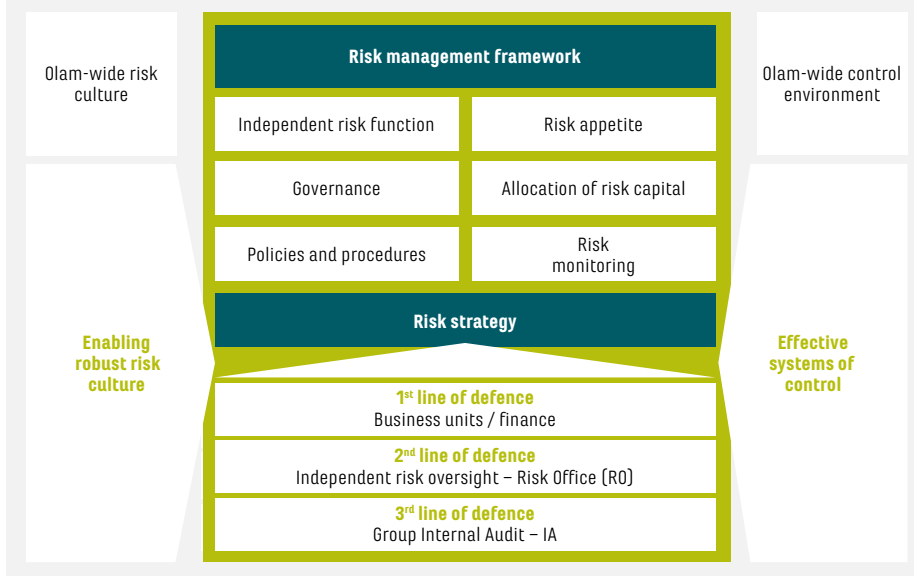 Olam-wide risk
culture
Risk management framework
Olam-wide control
environment
Independent risk function
Risk appetite
Governance
Allocation of risk capital
Policies and procedures
Risk
monitoring
Risk strategy
Enabling
robust risk
culture
Effective
systems of
control
1st line of defence
Business units / finance
2nd line of defence
Independent risk oversight – Risk Office (RO)
3rd line of defence
Group Internal Audit – IA